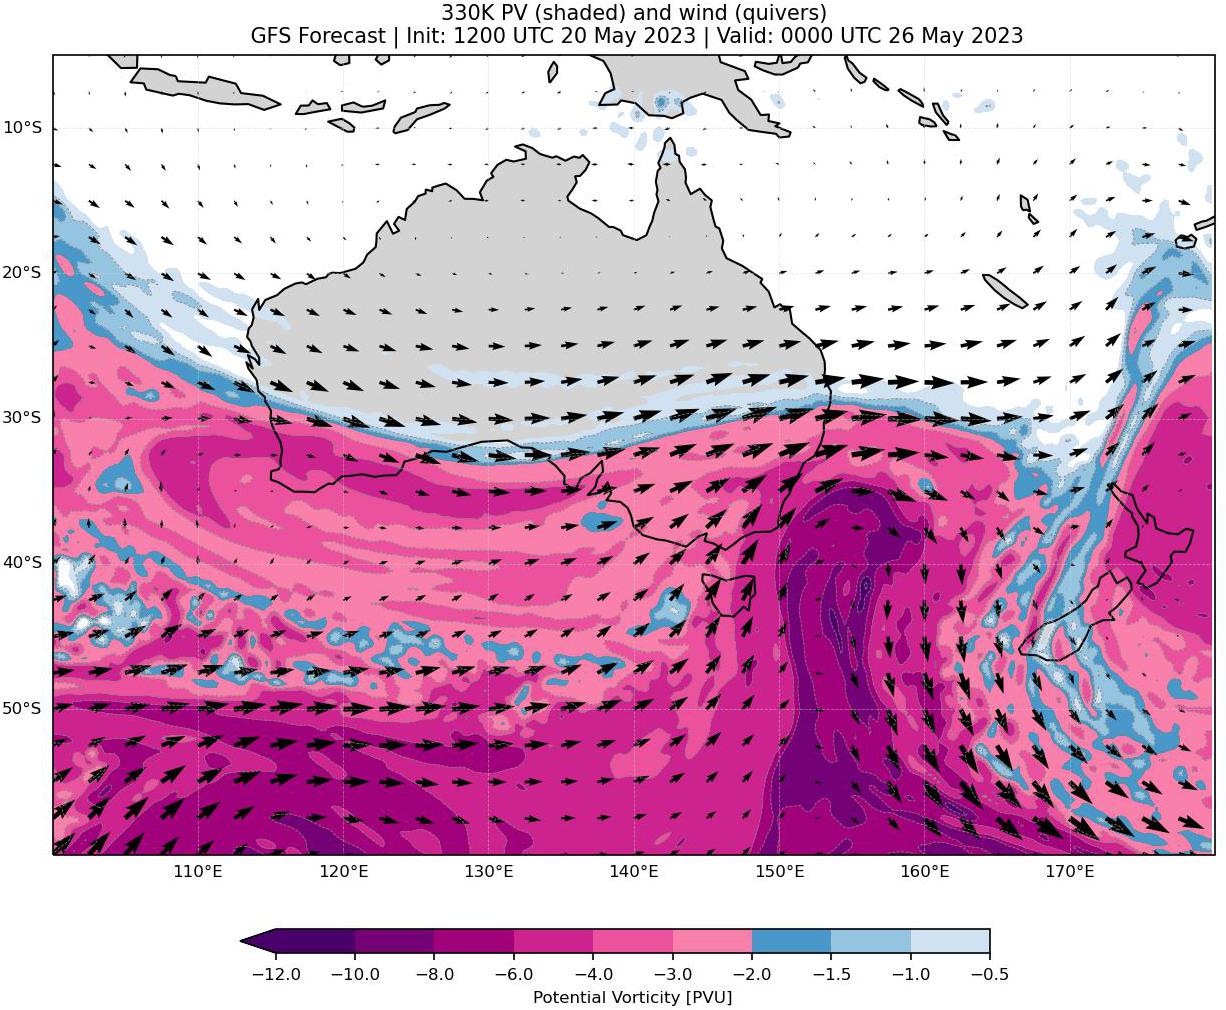 330K PV (shaded) and wind (quivers)
GFS Forecast | Init: 1200 UTC 20 May 2023 | Valid: 0000 UTC 26 May 2023
10°S
20°S
30°S
40°S
50°S
110°E 120°E 130°E 140°E 150°E 160°E 170°E
−12.0 −10.0 −8.0 −6.0 −4.0 −3.0 −2.0 −1.5 −1.0 −0.5
Potential Vorticity [PVU]